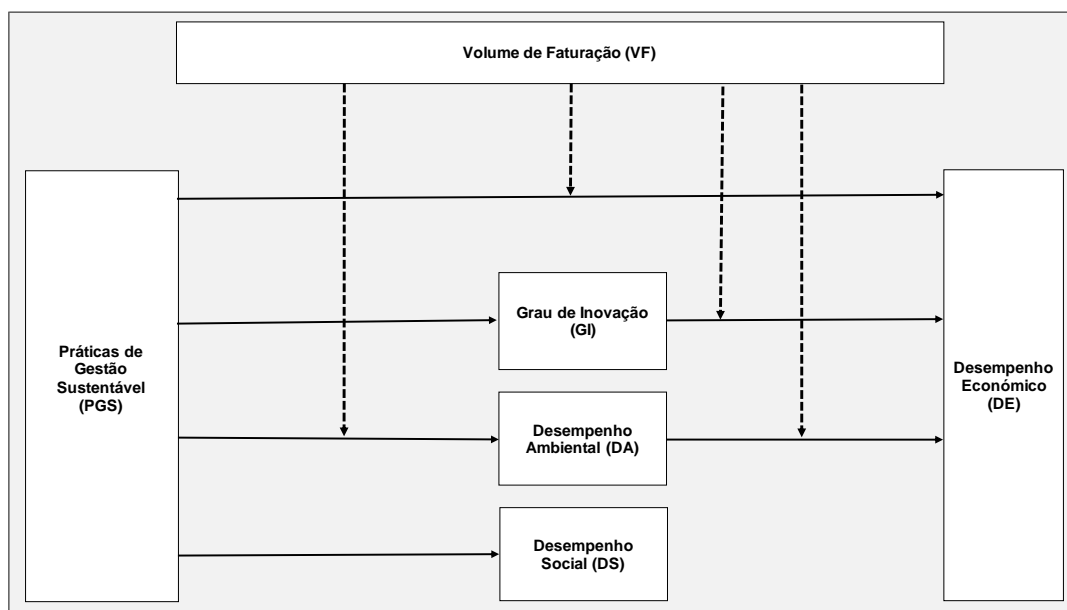 Volume de Faturação (VF)
Grau de Inovação
(GI)
Práticas de
Gestão
Sustentável
(PGS)
Desempenho
Económico
(DE)
Desempenho
Ambiental (DA)
Desempenho
Social (DS)